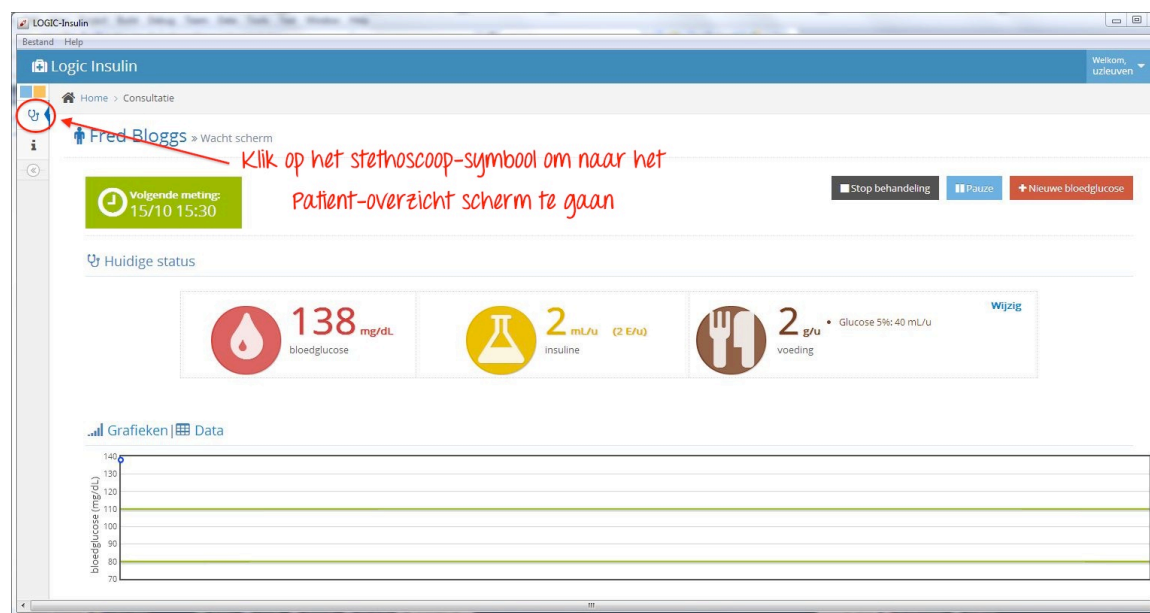 LOGIC-Insulin
Bestand Help
Logic Insulin
Welkom,
uzleuven
Home > Consultatie
Fred Bloggs » Wacht scherm
Klik op het stethoscoop-symbool om naar het
Patient-overzicht scherm te gaan
Volgende meting:
15/10 15:30
Stop behandeling
Pauze
+ Nieuwe bloedglucose
Huidige status
138 mg/dL
bloedglucose
2 mL/u (2 E/u)
insuline
2 g/u
voeding
• Glucose 5%: 40 mL/u
Wijzig
Grafieken | Data
bloedglucose (mg/dL)
140
130
120
110
100
90
80
70